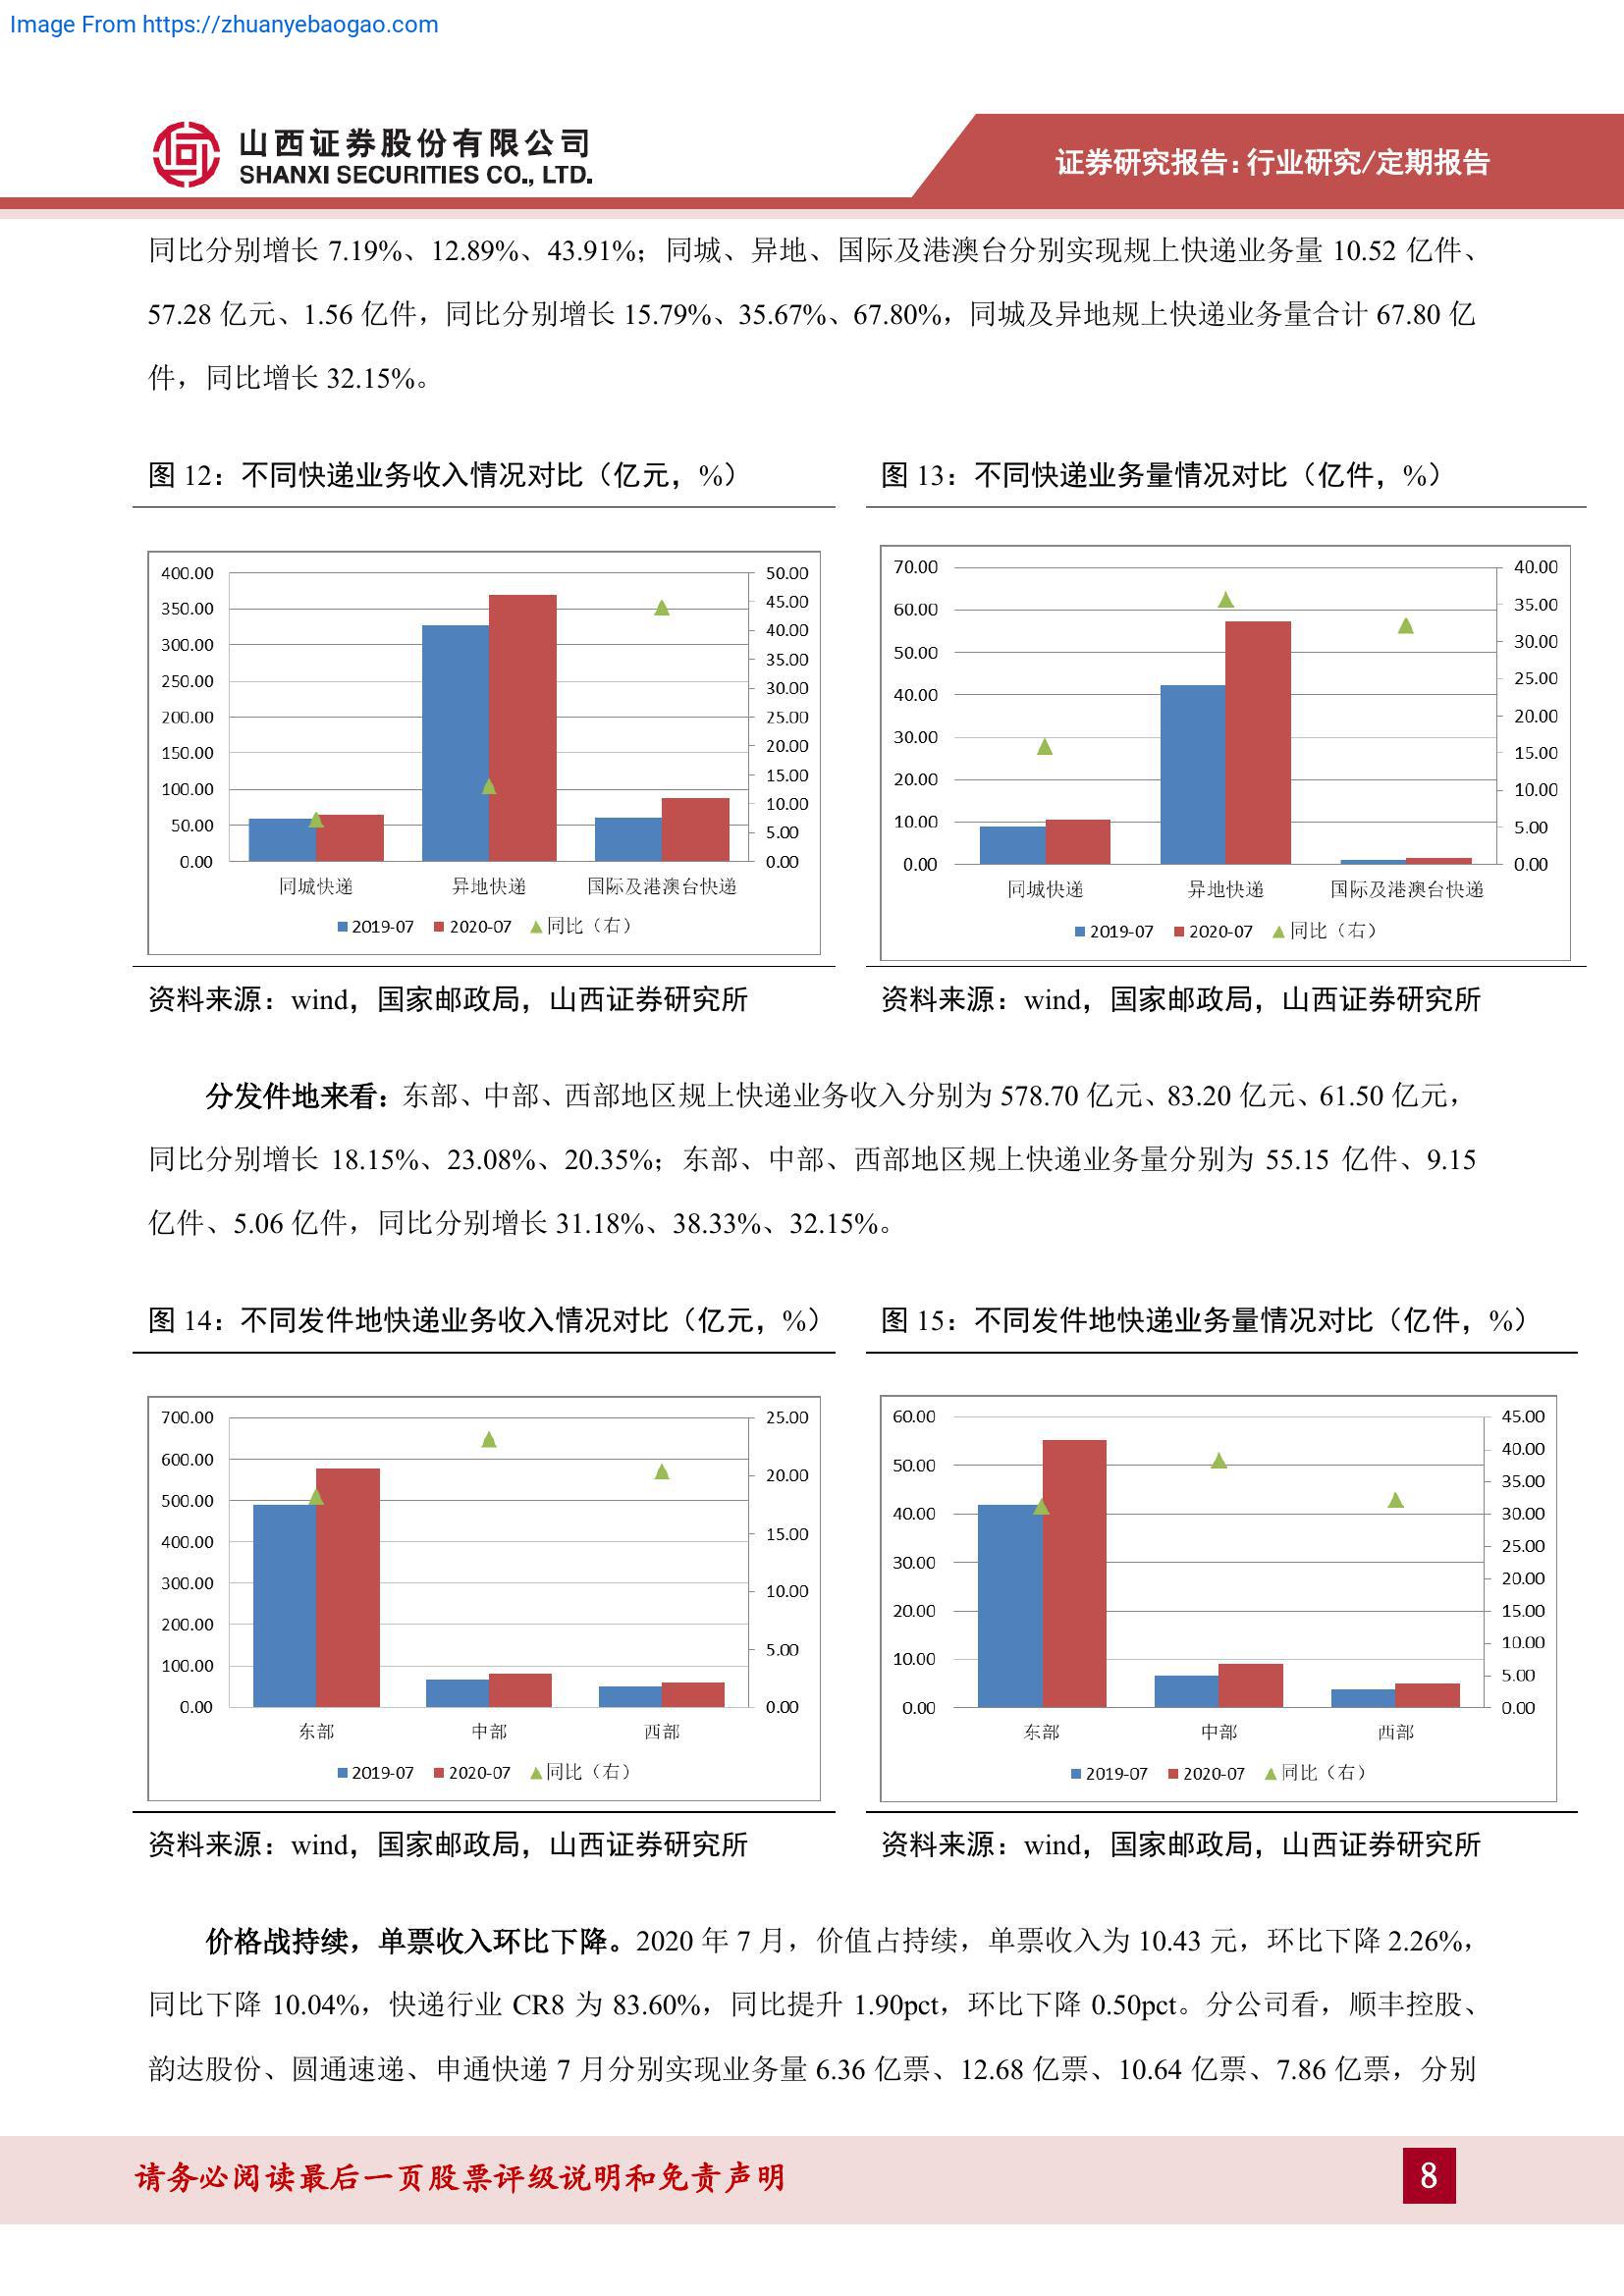 Image From https://zhuanyebaogao.com
山西证券股份有限公司
SHANXI SECURITIES CO., LTD.
证券研究报告：行业研究/定期报告
同比分别增长 7.19%、12.89%、43.91%；同城、异地、国际及港澳台分别实现规上快递业务量 10.52 亿件、
57.28 亿元、1.56 亿件，同比分别增长 15.79%、35.67%、67.80%，同城及异地规上快递业务量合计 67.80 亿
件，同比增长 32.15%。
图 12：不同快递业务收入情况对比（亿元，%）
400.00
350.00
300.00
250.00
200.00
150.00
100.00
50.00
0.00
50.00
45.00
40.00
35.00
30.00
25.00
20.00
15.00
10.00
5.00
0.00
同城快递 异地快递 国际及港澳台快递
2019-07 2020-07 同比（右）
资料来源：wind，国家邮政局，山西证券研究所
图 13：不同快递业务量情况对比（亿件，%）
70.00
60.00
50.00
40.00
30.00
20.00
10.00
0.00
40.00
35.00
30.00
25.00
20.00
15.00
10.00
5.00
0.00
同城快递 异地快递 国际及港澳台快递
2019-07 2020-07 同比（右）
资料来源：wind，国家邮政局，山西证券研究所
分发件地来看：东部、中部、西部地区规上快递业务收入分别为 578.70 亿元、83.20 亿元、61.50 亿元，
同比分别增长 18.15%、23.08%、20.35%；东部、中部、西部地区规上快递业务量分别为 55.15 亿件、9.15
亿件、5.06 亿件，同比分别增长 31.18%、38.33%、32.15%。
图 14：不同发件地快递业务收入情况对比（亿元，%）
700.00
600.00
500.00
400.00
300.00
200.00
100.00
0.00
25.00
20.00
15.00
10.00
5.00
0.00
东部 中部 西部
2019-07 2020-07 同比（右）
资料来源：wind，国家邮政局，山西证券研究所
图 15：不同发件地快递业务量情况对比（亿件，%）
60.00
50.00
40.00
30.00
20.00
10.00
0.00
45.00
40.00
35.00
30.00
25.00
20.00
15.00
10.00
5.00
0.00
东部 中部 西部
2019-07 2020-07 同比（右）
资料来源：wind，国家邮政局，山西证券研究所
价格战持续，单票收入环比下降。2020 年 7 月，价值占持续，单票收入为 10.43 元，环比下降 2.26%，
同比下降 10.04%，快递行业 CR8 为 83.60%，同比提升 1.90pct，环比下降 0.50pct。分公司看，顺丰控股、
韵达股份、圆通速递、申通快递 7 月分别实现业务量 6.36 亿票、12.68 亿票、10.64 亿票、7.86 亿票，分别
请务必阅读最后一页股票评级说明和免责声明
8